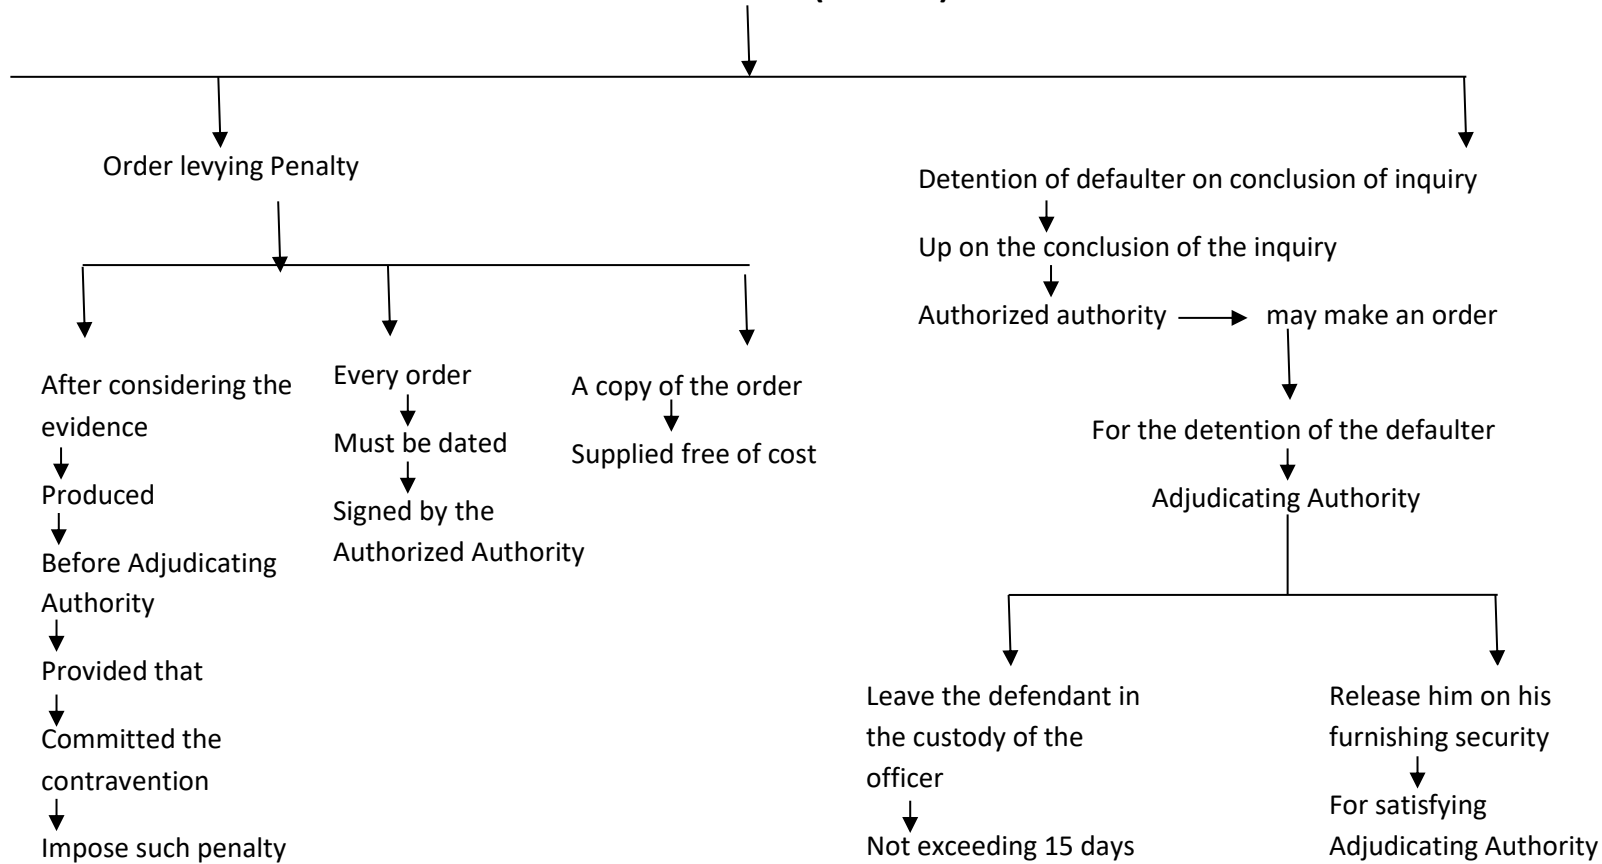 Order levying Penalty
After considering the
evidence
Produced
Before Adjudicating
Authority
Provided that
Committed the
contravention
Impose such penalty
Every order
Must be dated
Signed by the
Authorized Authority
A copy of the order
Supplied free of cost
Detention of defaulter on conclusion of inquiry
Up on the conclusion of the inquiry
Authorized authority may make an order
For the detention of the defaulter
Adjudicating Authority
Leave the defendant in
the custody of the
officer
Not exceeding 15 days
Release him on his
furnishing security
For satisfying
Adjudicating Authority